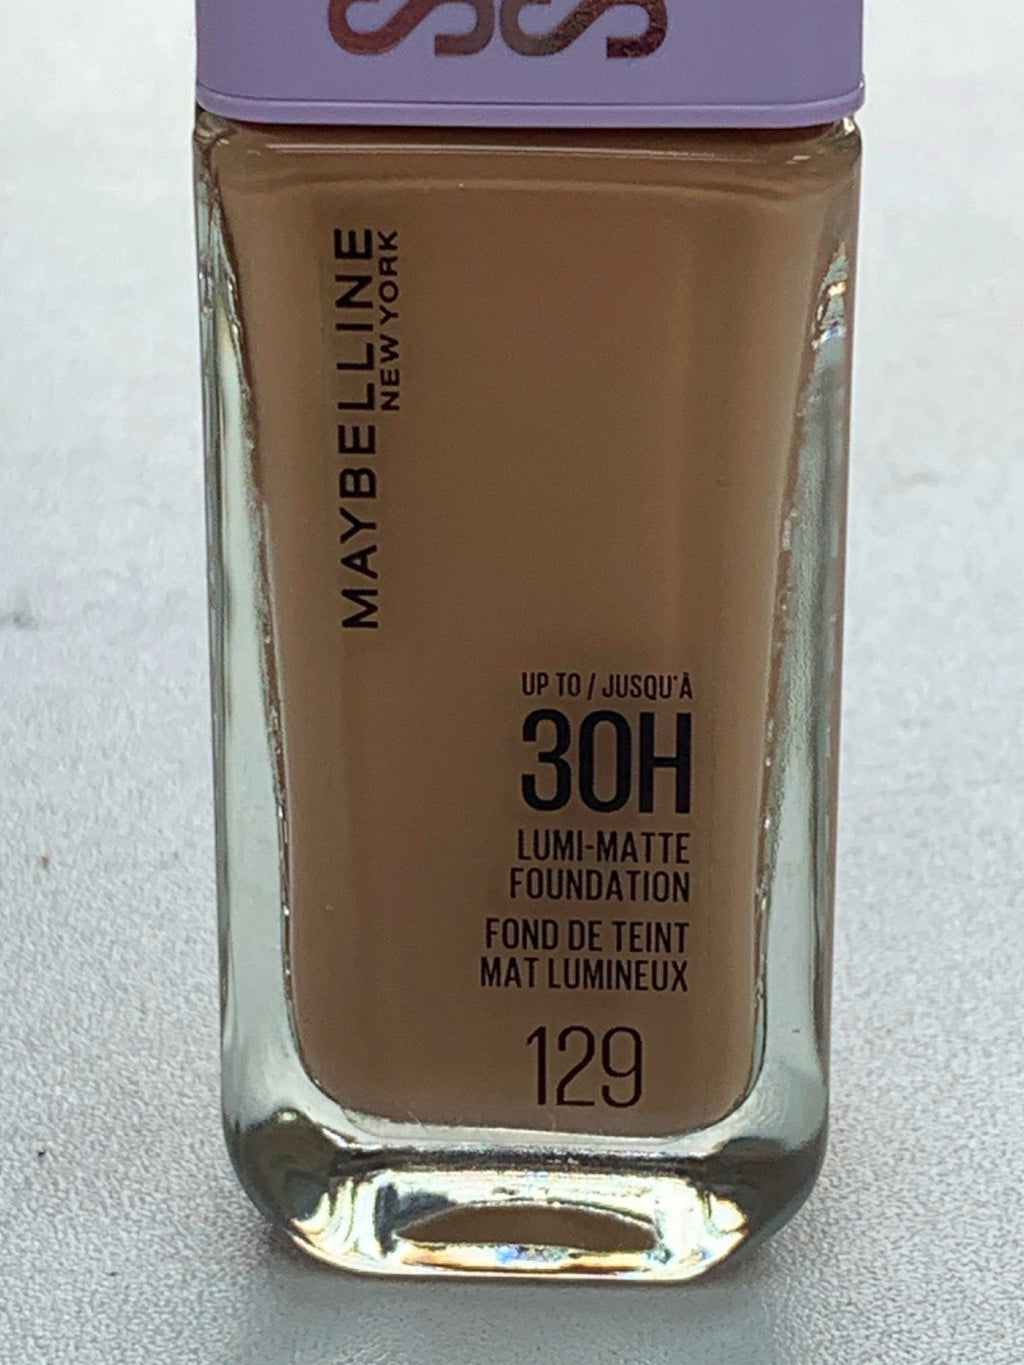 MAYBELLINE
NEW YORK
UP TO / JUSQU'À
30H
LUMI-MATTE
FOUNDATION
FOND DE TEINT
MAT LUMINEUX
129